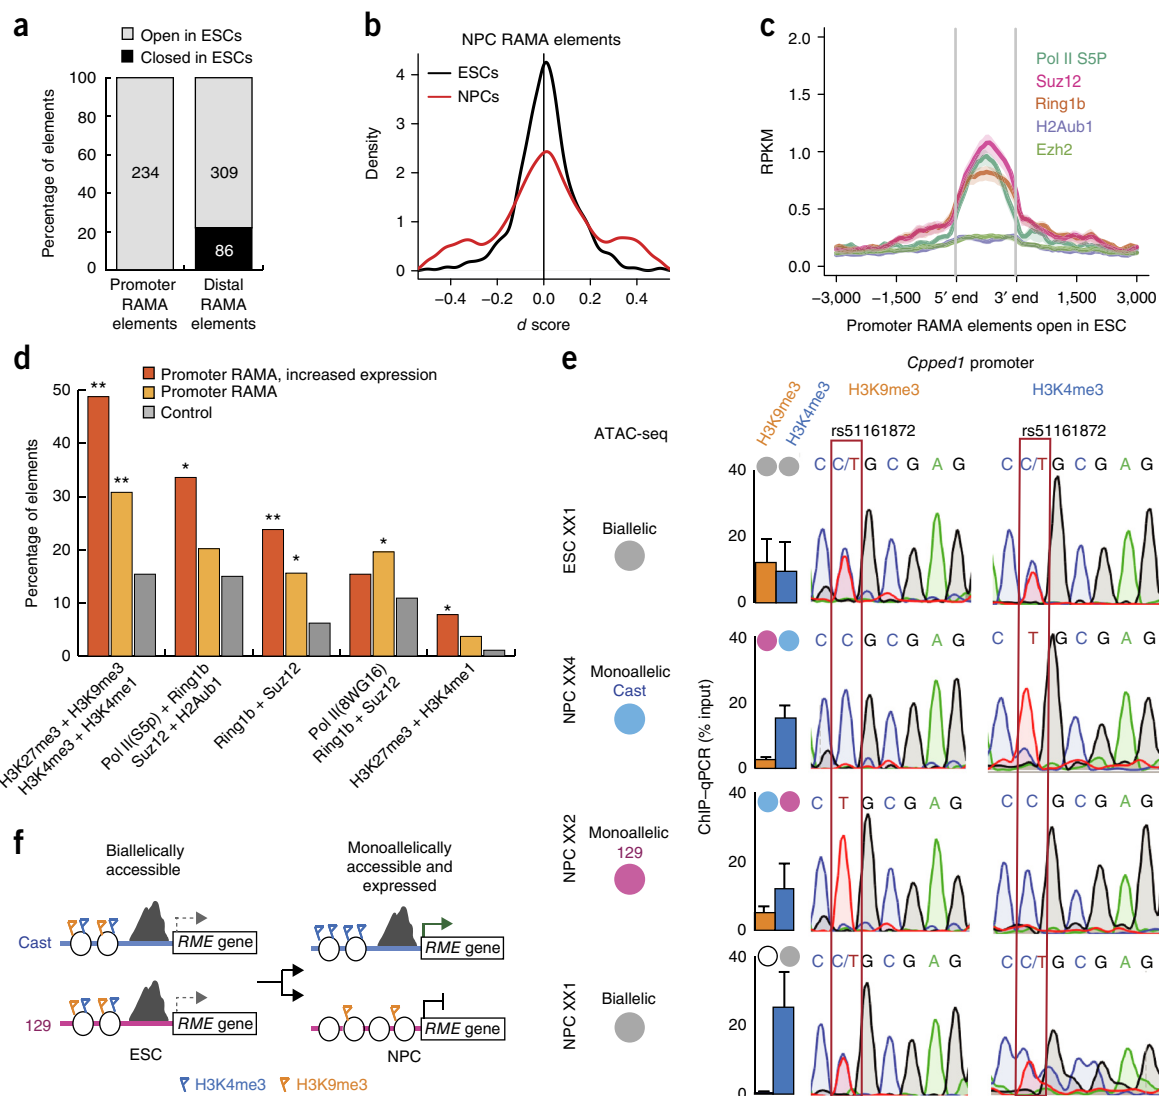 a
Open in ESCs
Closed in ESCs
Percentage of elements
100
80
60
40
20
0
234
309
86
Promoter
RAMA
elements
Distal
RAMA
elements
b
NPC RAMA elements
ESCs
NPCs
Density
4
3
2
1
0
−0.4
−0.2
0.0
0.2
0.4
d score
c
RPKM
2.0
1.5
1.0
0.5
0.0
Pol II S5P
Suz12
Ring1b
H2Aub1
Ezh2
−3,000
−1,500
5′ end
3′ end
1,500
3,000
Promoter RAMA elements open in ESC
d
Promoter RAMA, increased expression
Promoter RAMA
Control
Percentage of elements
50
40
30
20
10
0
**
**
*
**
*
*
*
H3K27me3 + H3K9me3
H3K4me3 + H3K4me1
Pol II(S5p) + Ring1b
Suz12 + H2Aub1
Ring1b + Suz12
Pol II(8WG16)
Ring1b + Suz12
H3K27me3 + H3K4me1
e
Cpped1 promoter
H3K9me3
H3K4me3
H3K9me3
H3K4me3
ATAC-seq
rs51161872
rs51161872
ChIP–qPCR (% input)
ESC XX1
Biallelic
40
20
0
C C/T G C G A G
C C/T G C G A G
NPC XX4
Monoallelic
Cast
40
20
0
C C G C G A G
C T G C G A G
NPC XX2
Monoallelic
129
40
20
0
C T G C G A G
C C G C G A G
NPC XX1
Biallelic
40
20
0
C C/T G C G A G
C C/T G C G A G
f
Biallelically
accessible
Monoallelically
accessible and
expressed
Cast
RME gene
RME gene
129
RME gene
RME gene
ESC
NPC
H3K4me3
H3K9me3